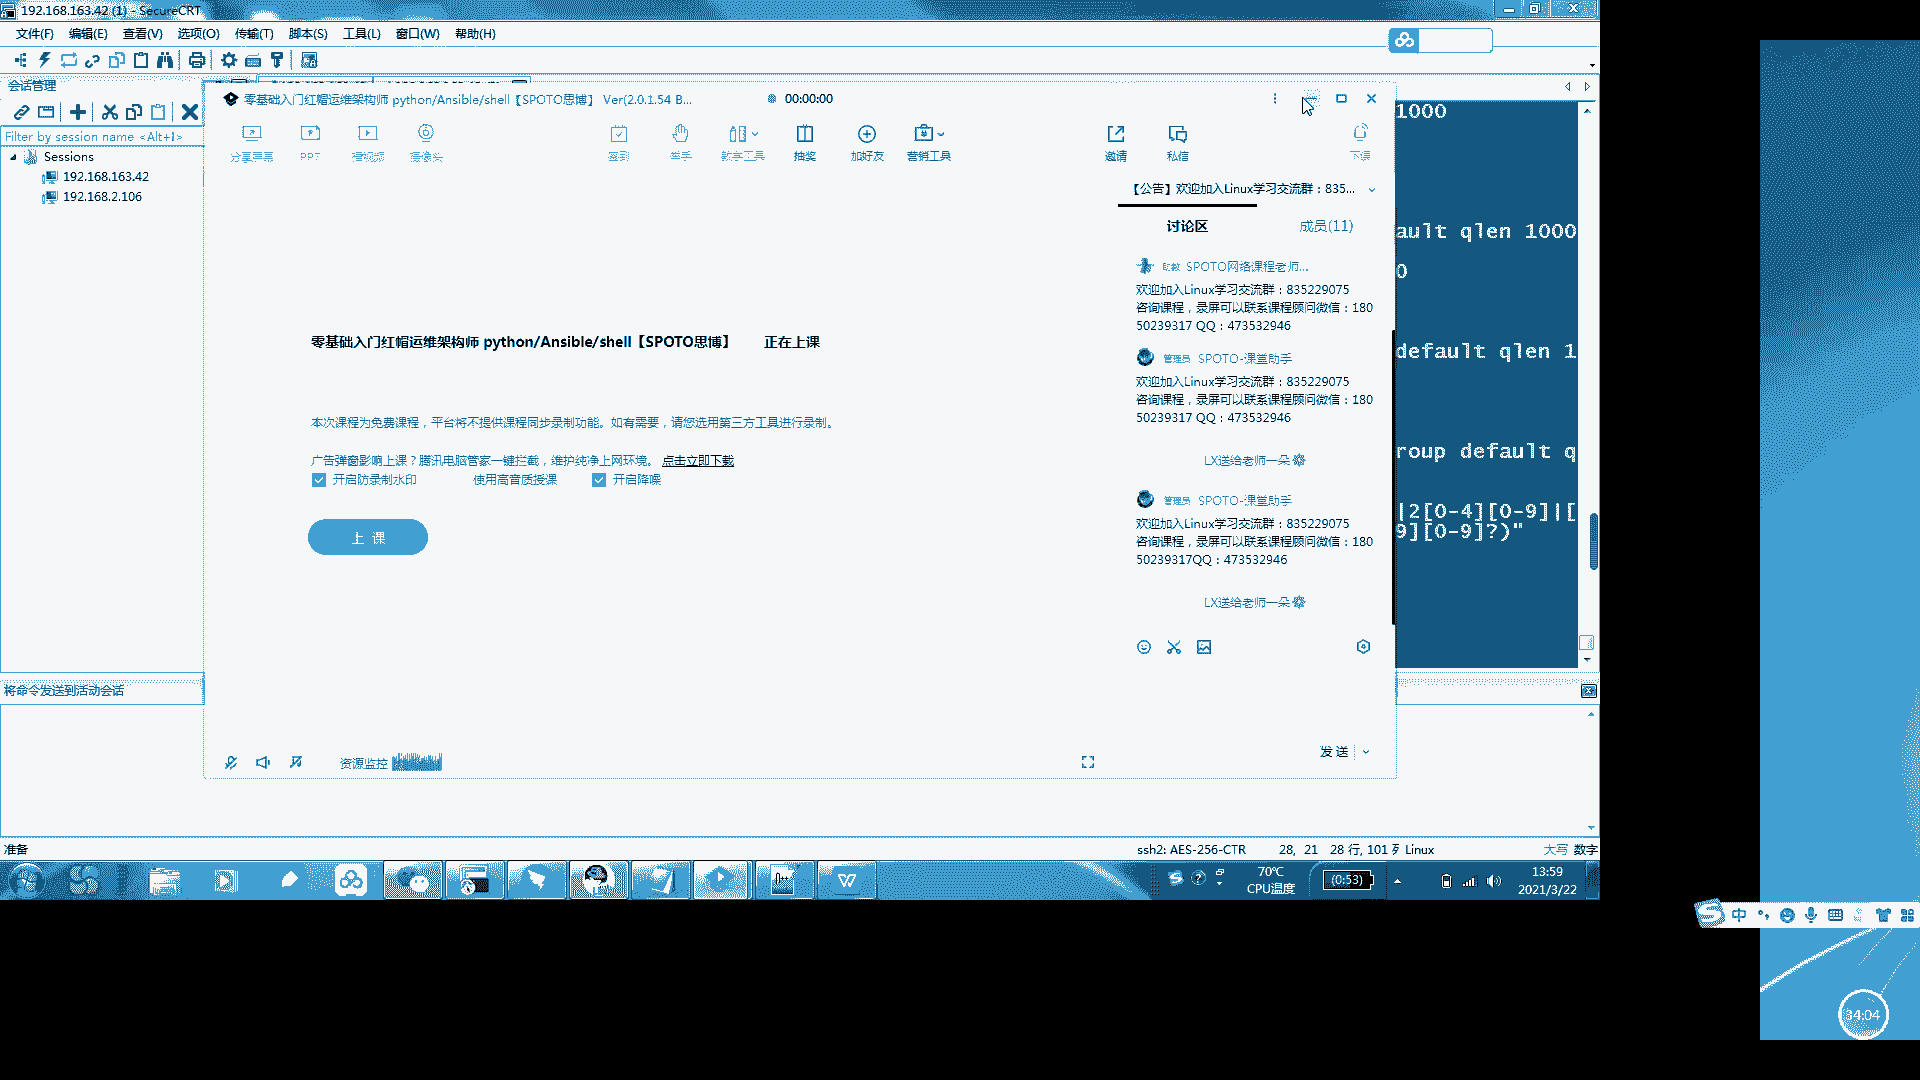 192.168.163.42 (1) - SecureCRT
文件(F) 编辑(E) 查看(V) 选项(O) 传输(T) 脚本(S) 工具(L) 窗口(W) 帮助(H)
会话管理
Filter by session name <Alt+I>
Sessions
192.168.163.42
192.168.2.106
零基础入门红帽运维架构师 python/Ansible/shell【SPOTO思博】 Ver(2.0.1.54 B...
00:00:00
分享屏幕 PPT 播视频 摄像头 签到 举手 教学工具 抽奖 加好友 营销工具 邀请 私信 下课
【公告】欢迎加入Linux学习交流群：835...
讨论区 成员(11)
助教 SPOTO网络课程老师...
欢迎加入Linux学习交流群：835229075
咨询课程，录屏可以联系课程顾问微信：180
50239317 QQ：473532946
管理员 SPOTO-课堂助手
欢迎加入Linux学习交流群：835229075
咨询课程，录屏可以联系课程顾问微信：180
50239317 QQ：473532946
LX送给老师一朵
管理员 SPOTO-课堂助手
欢迎加入Linux学习交流群：835229075
咨询课程，录屏可以联系课程顾问微信：180
50239317QQ：473532946
LX送给老师一朵
零基础入门红帽运维架构师 python/Ansible/shell【SPOTO思博】 正在上课
本次课程为免费课程，平台将不提供课程同步录制功能。如有需要，请您选用第三方工具进行录制。
广告弹窗影响上课？腾讯电脑管家一键拦截，维护纯净上网环境。 点击立即下载
开启防录制水印 使用高音质授课 开启降噪
上 课
资源监控
发送
1000
ault qlen 1000
0
default qlen 1
roup default q
|2[0-4][0-9]|[
9][0-9]?)"
将命令发送到活动会话
准备
ssh2: AES-256-CTR 28, 21 28 行, 101 列 Linux 大写 数字
70℃
CPU温度
(0:53)
13:59
2021/3/22
中
34:04